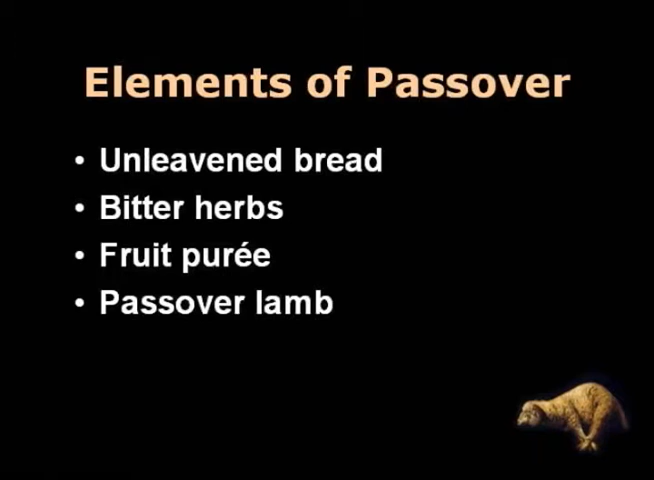 Elements of Passover
• Unleavened bread
• Bitter herbs
• Fruit purée
• Passover lamb